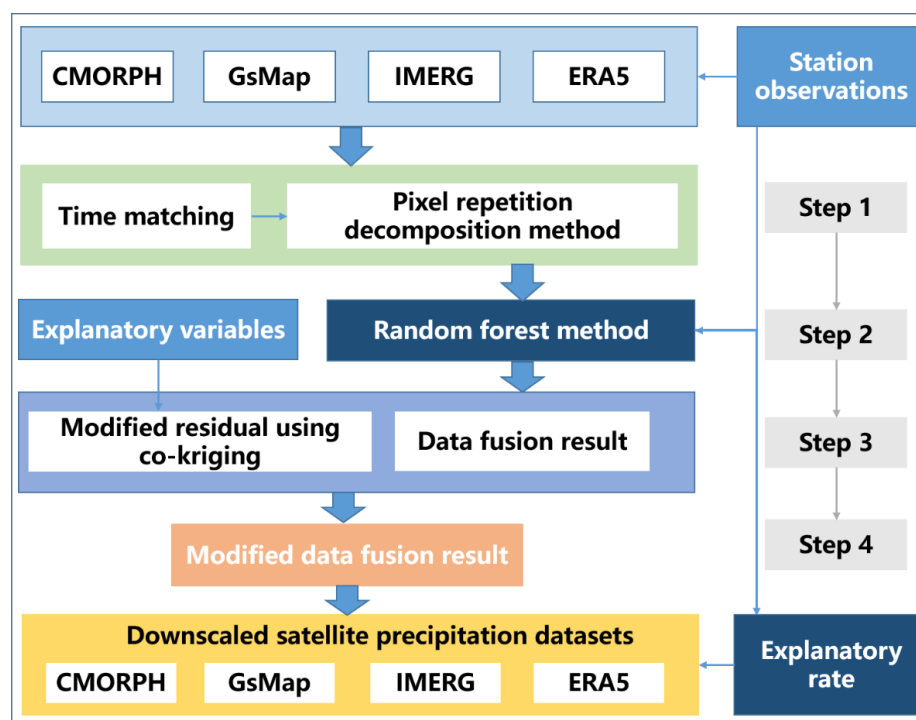 CMORPH
GsMap
IMERG
ERA5
Station
observations
Time matching
Pixel repetition
decomposition method
Step 1
Explanatory variables
Random forest method
Step 2
Modified residual using
co-kriging
Data fusion result
Step 3
Modified data fusion result
Step 4
Downscaled satellite precipitation datasets
CMORPH
GsMap
IMERG
ERA5
Explanatory
rate